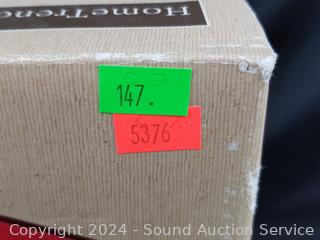 HomeTrend
147.
5376
Copyright © 2024 - Sound Auction Service